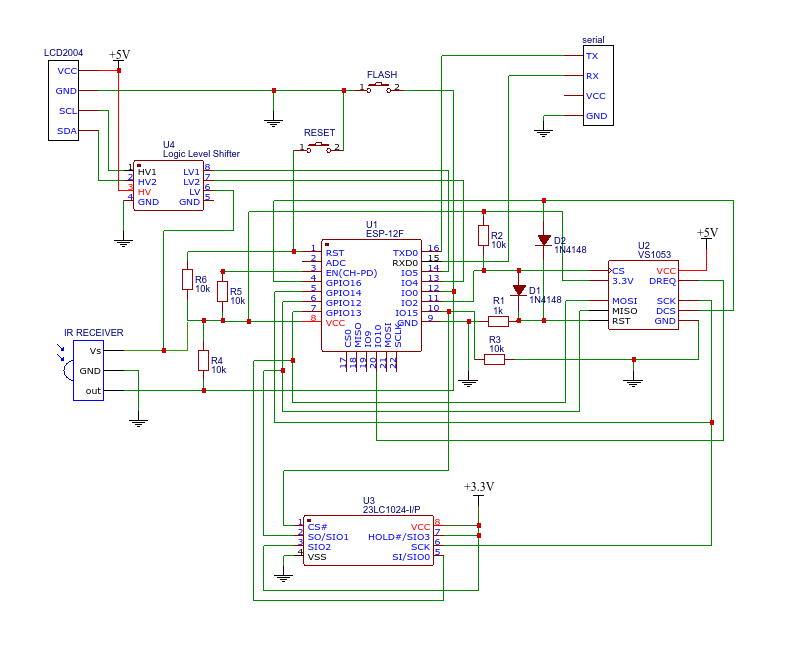 serial
LCD2004
+5V
TX
VCC
FLASH
RX
GND
1 2
VCC
SCL
GND
SDA
RESET
U4
Logic Level Shifter
1 2
1 HV1 LV1 8
2 HV2 LV2 7
3 HV LV 6
4 GND GND 5
U1
ESP-12F
+5V
R2
10k
D2
1N4148
U2
VS1053
1 RST TXD0 16
2 ADC RXD0 15
3 EN(CH-PD) IO5 14
4 GPIO16 IO4 13
5 GPIO14 IO0 12
6 GPIO12 IO2 11
7 GPIO13 IO15 10
8 VCC GND 9
CS0 MISO IO9 IO10 MOSI SCLK
17 18 19 20 21 22
CS VCC
3.3V DREQ
MOSI SCK
MISO DCS
RST GND
R6
10k
R5
10k
D1
1N4148
R1
1k
R3
10k
R4
10k
IR RECEIVER
Vs
GND
out
+3.3V
U3
23LC1024-I/P
1 CS# VCC 8
2 SO/SIO1 HOLD#/SIO3 7
3 SIO2 SCK 6
4 VSS SI/SIO0 5